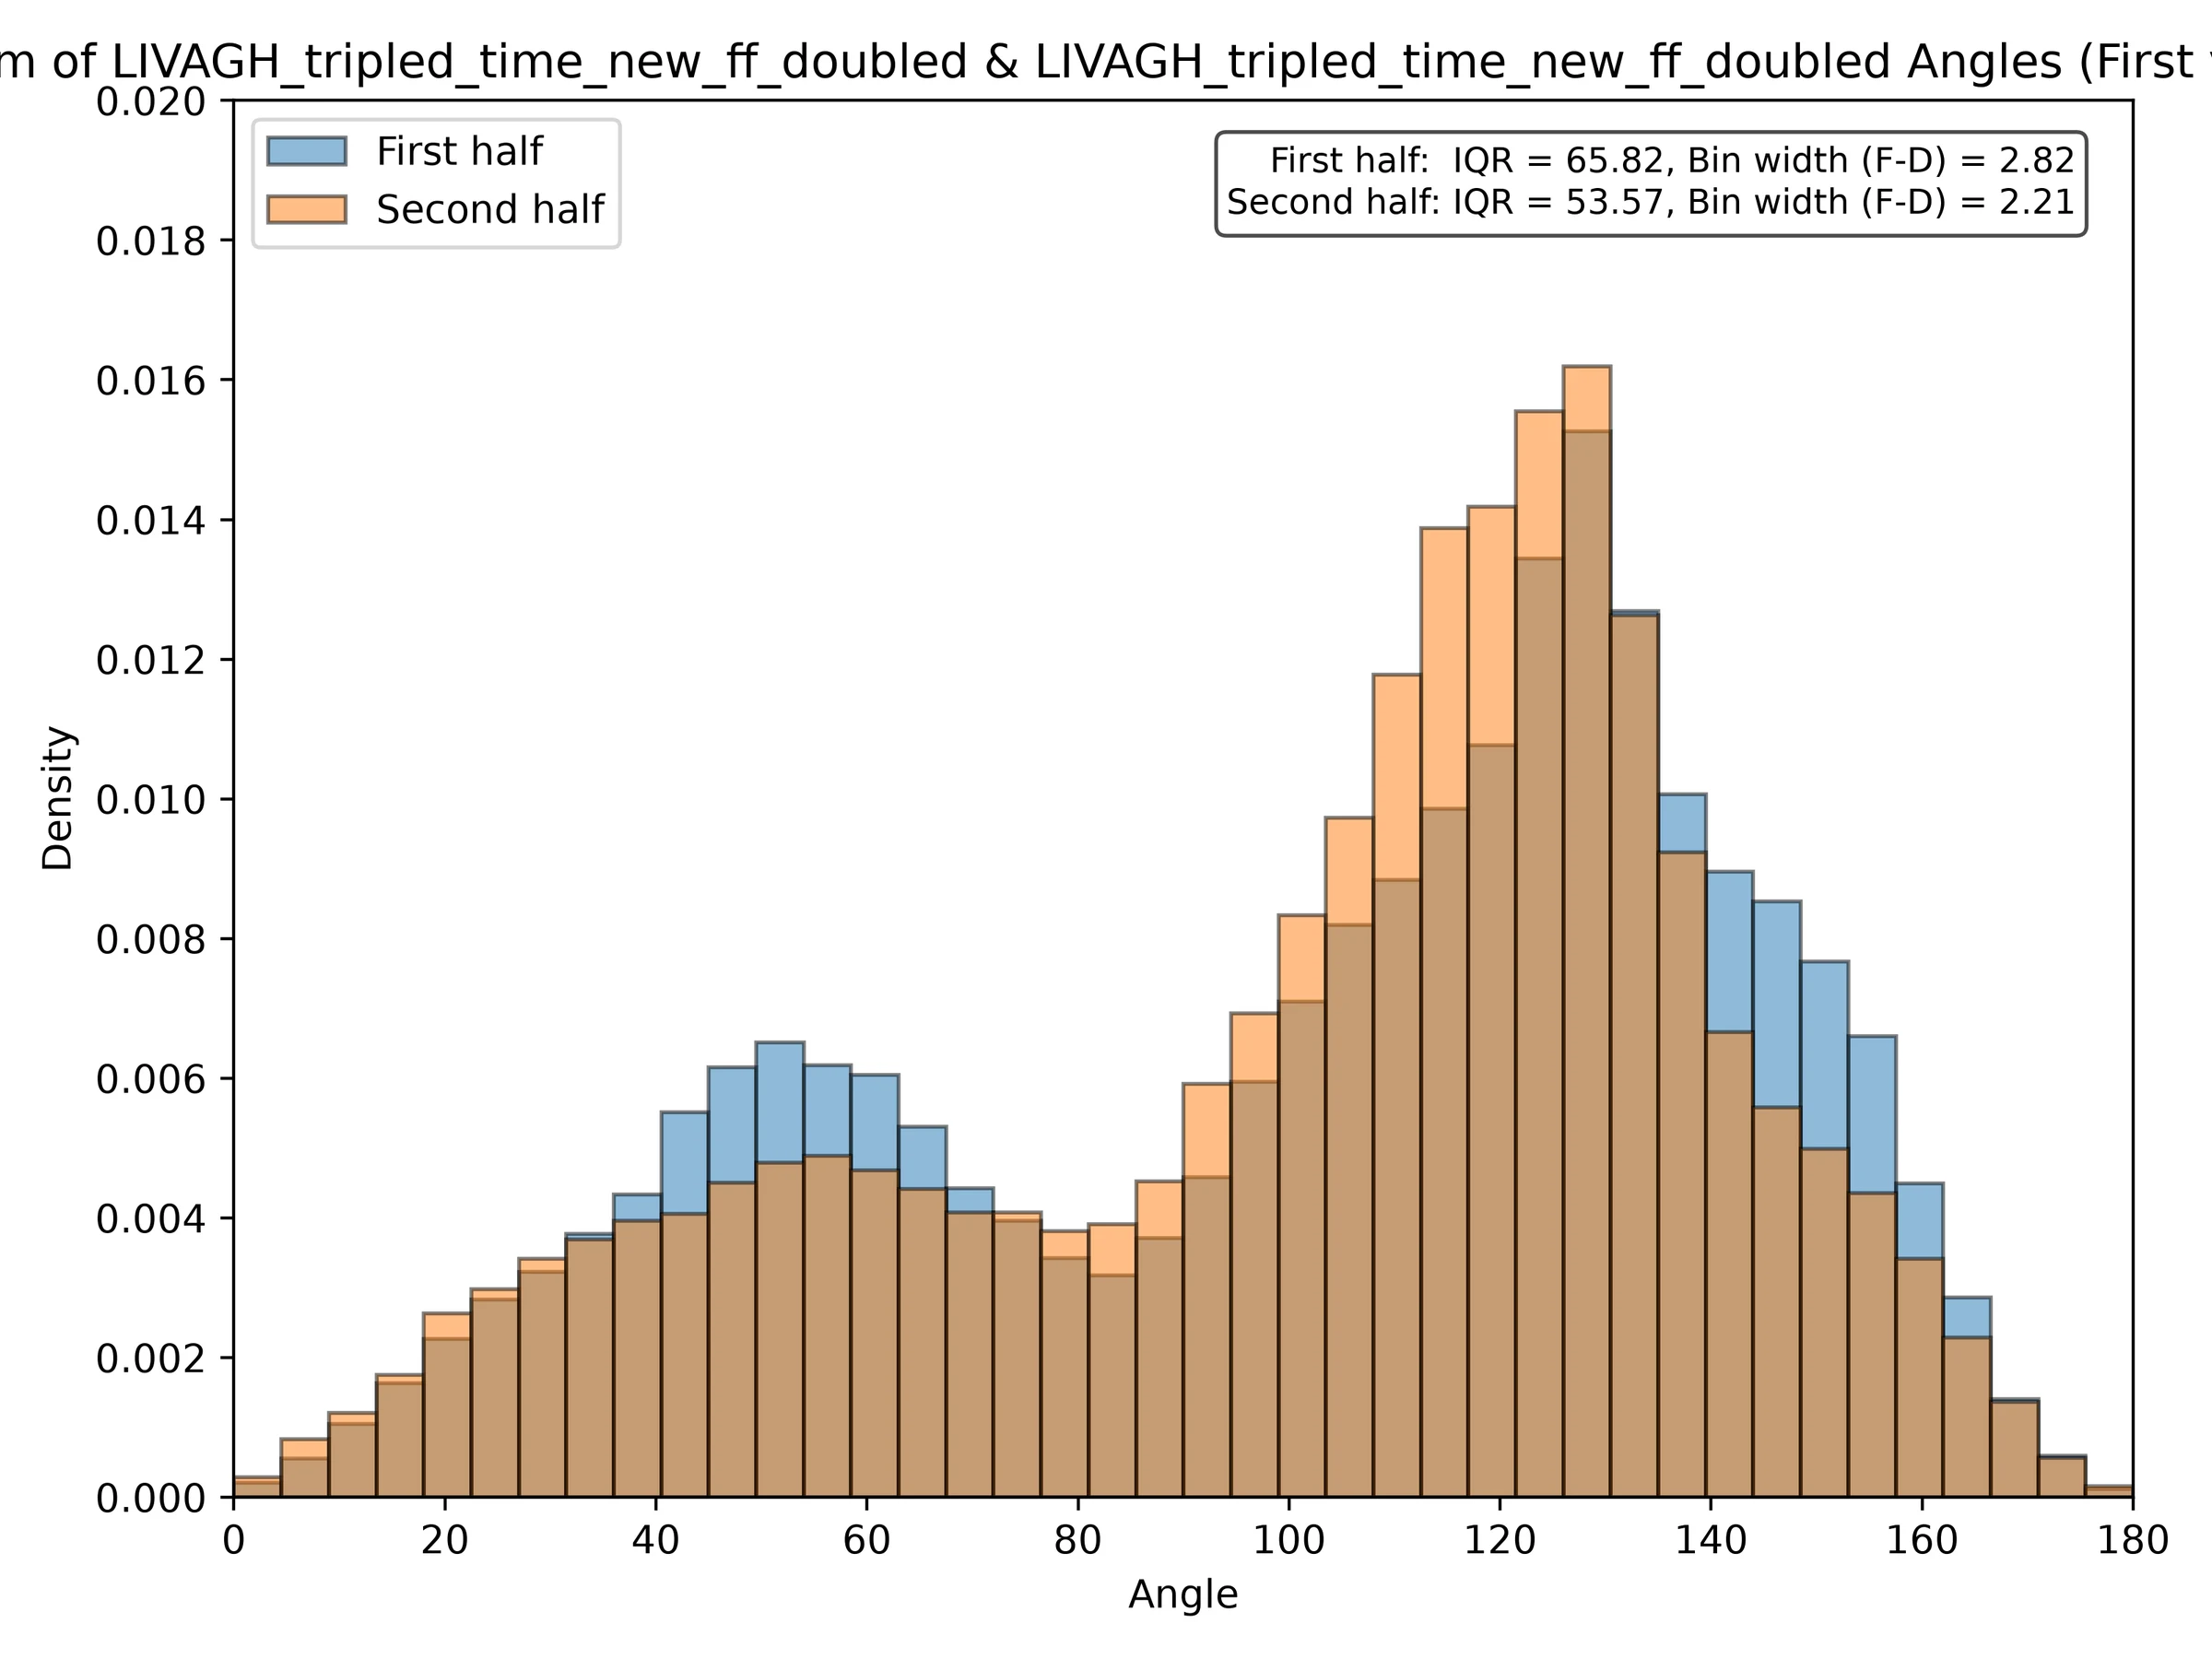 m of LIVAGH_tripled_time_new_ff_doubled & LIVAGH_tripled_time_new_ff_doubled Angles (First
First half
Second half
First half: IQR = 65.82, Bin width (F-D) = 2.82
Second half: IQR = 53.57, Bin width (F-D) = 2.21
Density
0.020
0.018
0.016
0.014
0.012
0.010
0.008
0.006
0.004
0.002
0.000
0 20 40 60 80 100 120 140 160 180
Angle